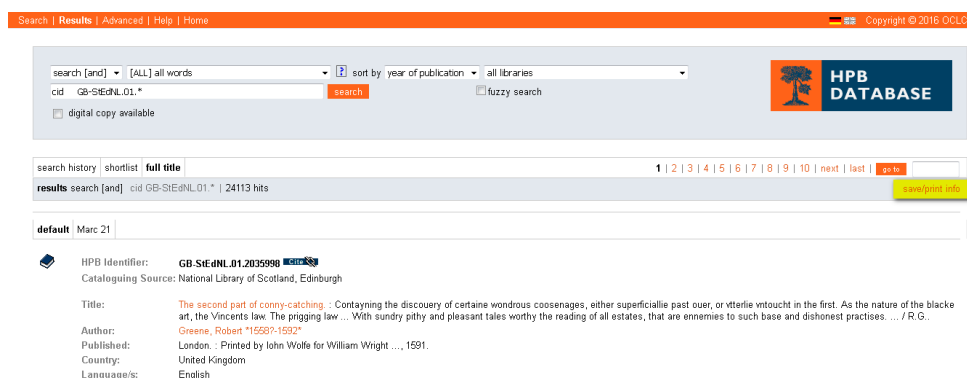 Search | Results | Advanced | Help | Home Copyright © 2016 OCLC
search [and] [ALL] all words ? sort by year of publication all libraries
HPB
cid GB-StEdNL.01.* search fuzzy search
DATABASE
digital copy available
search history shortlist full title 1 | 2 | 3 | 4 | 5 | 6 | 7 | 8 | 9 | 10 | next | last | go to
results search [and] cid GB-StEdNL.01.* | 24113 hits save/print info
default Marc 21
HPB Identifier: GB-StEdNL.01.2035998 Cite
Cataloguing Source: National Library of Scotland, Edinburgh
Title: The second part of conny-catching. : Contayning the discouery of certaine wondrous coosenages, either superficiallie past ouer, or vtterlie vntoucht in the first. As the nature of the blacke
art, the Vincents law. The prigging law ... With sundry pithy and pleasant tales worthy the reading of all estates, that are ennemies to such base and dishonest practises. ... / R.G..
Author: Greene, Robert *1558?-1592*
Published: London. : Printed by Iohn Wolfe for William Wright ..., 1591.
Country: United Kingdom
Language/s: English